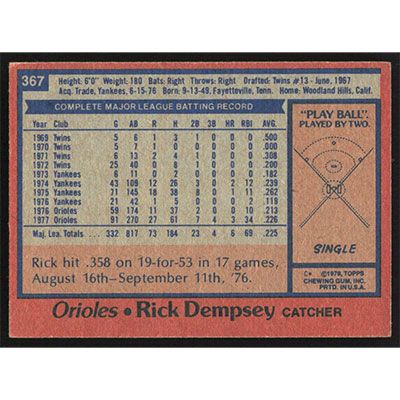 367
Height: 6'0" Weight: 180 Bats: Right Throws: Right Drafted: Twins #13 - June, 1967
Acq. Trade, Yankees, 6-15-76 Born: 9-13-49, Fayetteville, Tenn. Home: Woodland Hills, Calif.
COMPLETE MAJOR LEAGUE BATTING RECORD
YEAR CLUB G AB R H 2B 3B HR RBI AVG.
1969 Twins 5 6 1 3 0 0 0 0 .500
1970 Twins 5 7 1 0 0 0 0 0 .000
1971 Twins 6 13 2 4 1 0 0 0 .308
1972 Twins 25 40 0 8 1 0 0 0 .200
1973 Yankees 6 11 0 2 0 0 0 0 .182
1974 Yankees 43 109 12 26 3 0 2 12 .239
1975 Yankees 71 145 18 38 8 0 1 11 .262
1976 Yankees 21 42 1 5 0 0 0 2 .119
1976 Orioles 59 174 11 37 2 0 0 10 .213
1977 Orioles 91 270 27 61 7 4 3 34 .226
Maj. Lea. Totals 332 817 73 184 23 4 6 69 .225
Rick hit .358 on 19-for-53 in 17 games,
August 16th–September 11th, '76.
"PLAY BALL"
PLAYED BY TWO.
SINGLE
C* © 1978, TOPPS
CHEWING GUM, INC.
PRTD. IN U.S.A.
Orioles • Rick Dempsey CATCHER